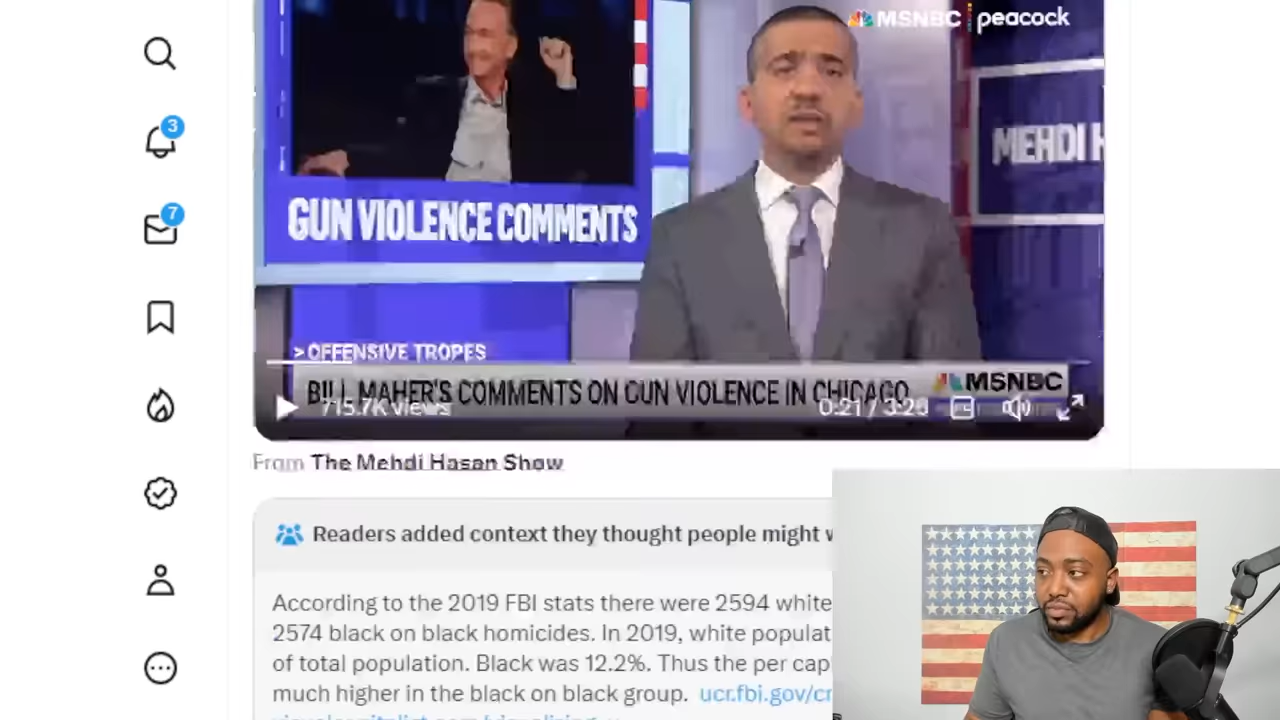 MSNBC peacock
3
MEHDI H
7
GUN VIOLENCE COMMENTS
> OFFENSIVE TROPES
BILL MAHER'S COMMENTS ON GUN VIOLENCE IN CHICAGO
MSNBC
715.7K views
0:21 / 3:25
From The Mehdi Hasan Show
Readers added context they thought people might w
According to the 2019 FBI stats there were 2594 white
2574 black on black homicides. In 2019, white populat
of total population. Black was 12.2%. Thus the per cap
much higher in the black on black group. ucr.fbi.gov/cr